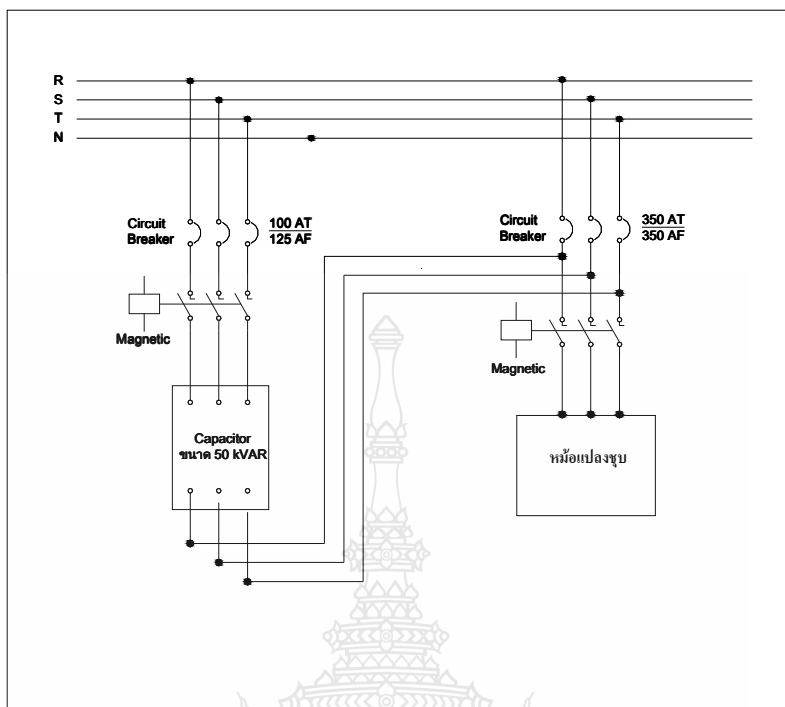 R
S
T
N
Circuit
Breaker
100 AT
125 AF
Circuit
Breaker
350 AT
350 AF
Magnetic
Magnetic
Capacitor
ขนาด 50 kVAR
หม้อแปลงชุบ